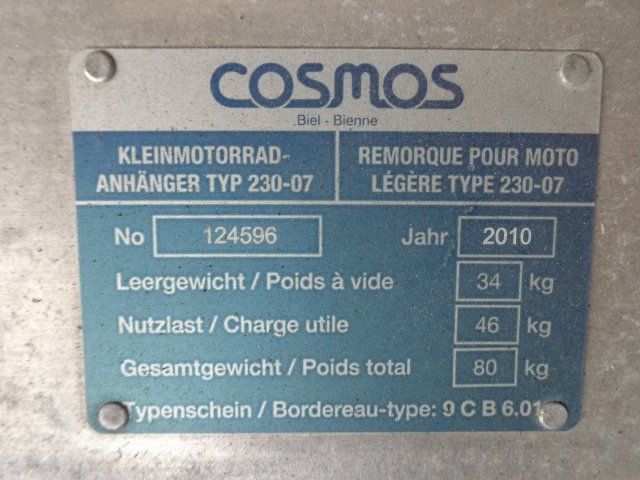 COSMOS
Biel - Bienne
KLEINMOTORRAD-
ANHÄNGER TYP 230-07
REMORQUE POUR MOTO
LÉGÈRE TYPE 230-07
No 124596 Jahr 2010
Leergewicht / Poids à vide 34 kg
Nutzlast / Charge utile 46 kg
Gesamtgewicht / Poids total 80 kg
Typenschein / Bordereau-type: 9 C B 6.01